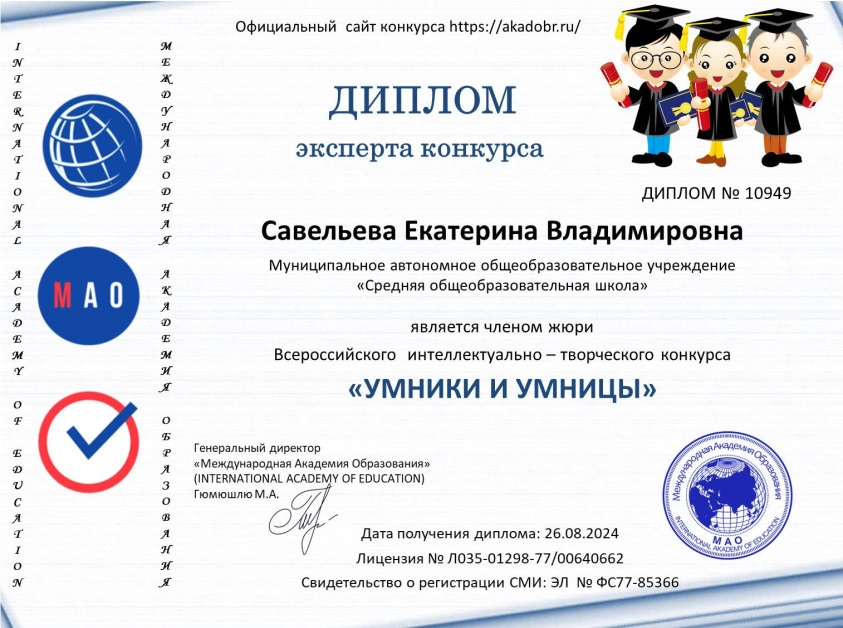 Официальный сайт конкурса https://akadobr.ru/
ДИПЛОМ
эксперта конкурса
ДИПЛОМ № 10949
Савельева Екатерина Владимировна
Муниципальное автономное общеобразовательное учреждение
«Средняя общеобразовательная школа»
является членом жюри
Всероссийского интеллектуально – творческого конкурса
«УМНИКИ И УМНИЦЫ»
Генеральный директор
«Международная Академия Образования»
(INTERNATIONAL ACADEMY OF EDUCATION)
Гюмюшлю М.А.
Дата получения диплома: 26.08.2024
Лицензия № Л035-01298-77/00640662
Свидетельство о регистрации СМИ: ЭЛ № ФС77-85366
INTERNATIONAL ACADEMY OF EDUCATION
МЕЖДУНАРОДНАЯ АКАДЕМИЯ ОБРАЗОВАНИЯ
МАО
Международная Академия Образования
МАО
INTERNATIONAL ACADEMY OF EDUCATION